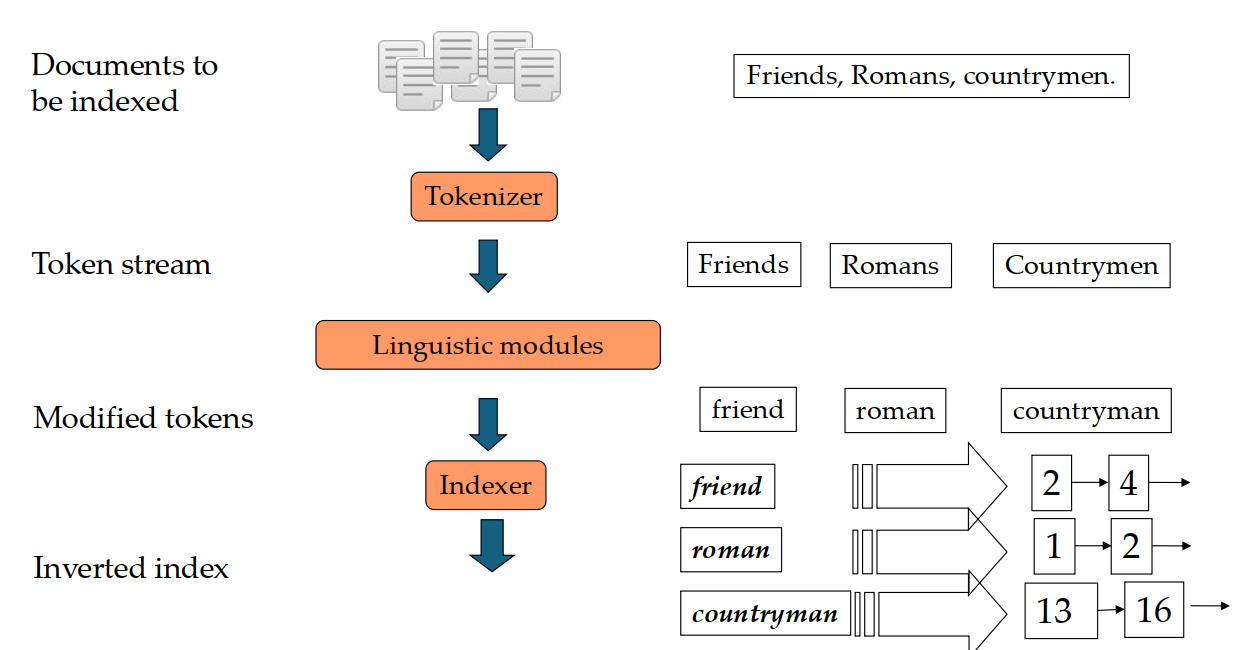 Documents to
be indexed
Friends, Romans, countrymen.
Tokenizer
Token stream
Friends
Romans
Countrymen
Linguistic modules
Modified tokens
friend
roman
countryman
Indexer
friend
2
4
roman
1
2
Inverted index
countryman
13
16